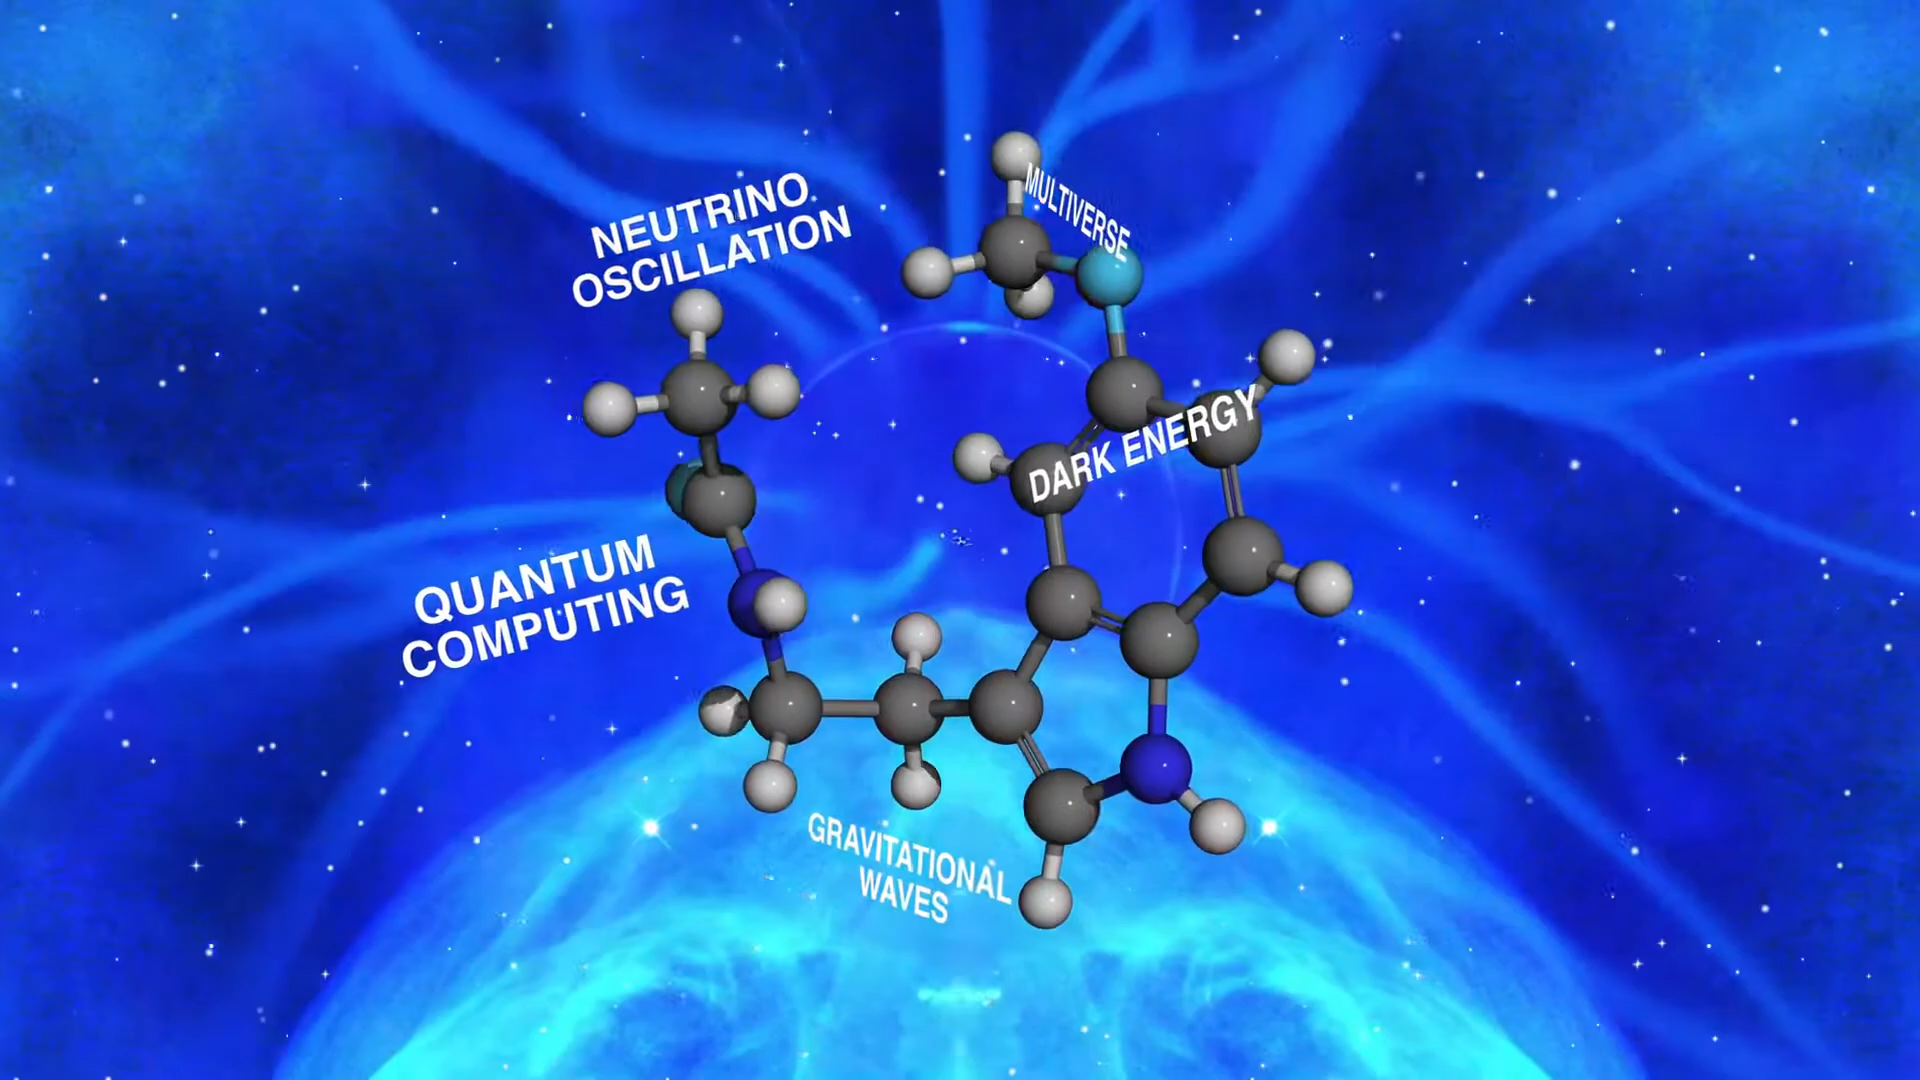 MULTIVERSE
NEUTRINO
OSCILLATION
DARK ENERGY
QUANTUM
COMPUTING
GRAVITATIONAL
WAVES